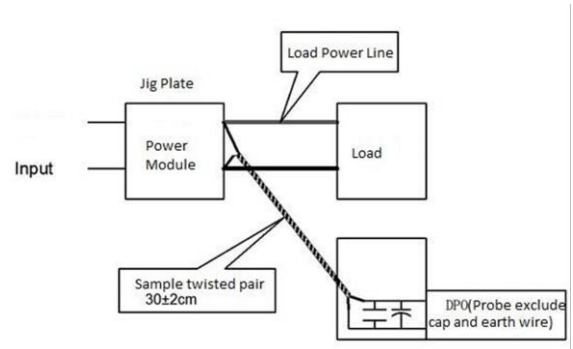 Load Power Line
Jig Plate
Power
Module
Load
Input
Sample twisted pair
30±2cm
DPO(Probe exclude
cap and earth wire)